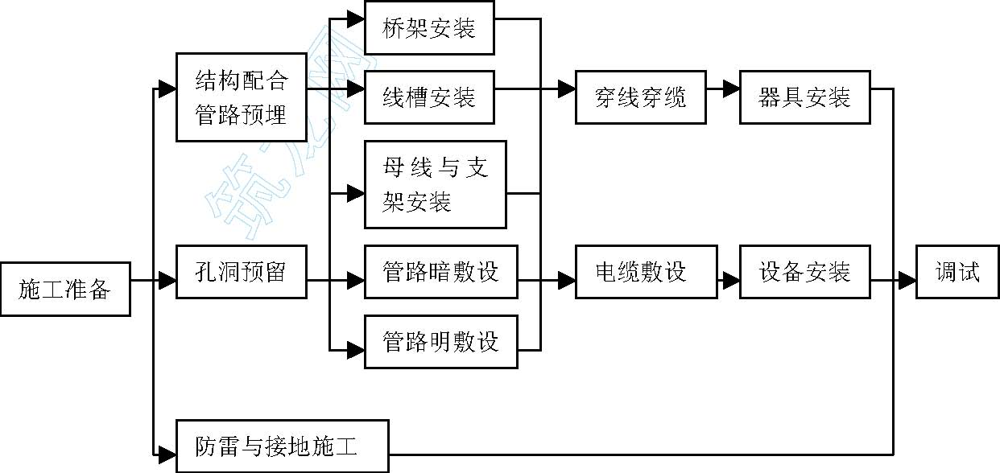 施工准备
结构配合
管路预埋
孔洞预留
防雷与接地施工
桥架安装
线槽安装
母线与支
架安装
管路暗敷设
管路明敷设
穿线穿缆
电缆敷设
器具安装
设备安装
调试
筑龙网